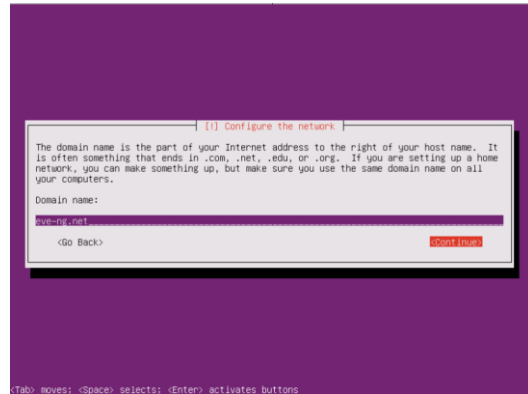 [!] Configure the network
The domain name is the part of your Internet address to the right of your host name.  It
is often something that ends in .com, .net, .edu, or .org.  If you are setting up a home
network, you can make something up, but make sure you use the same domain name on all
your computers.
Domain name:
eve-ng.net
<Go Back> <Continue>
<Tab> moves; <Space> selects; <Enter> activates buttons